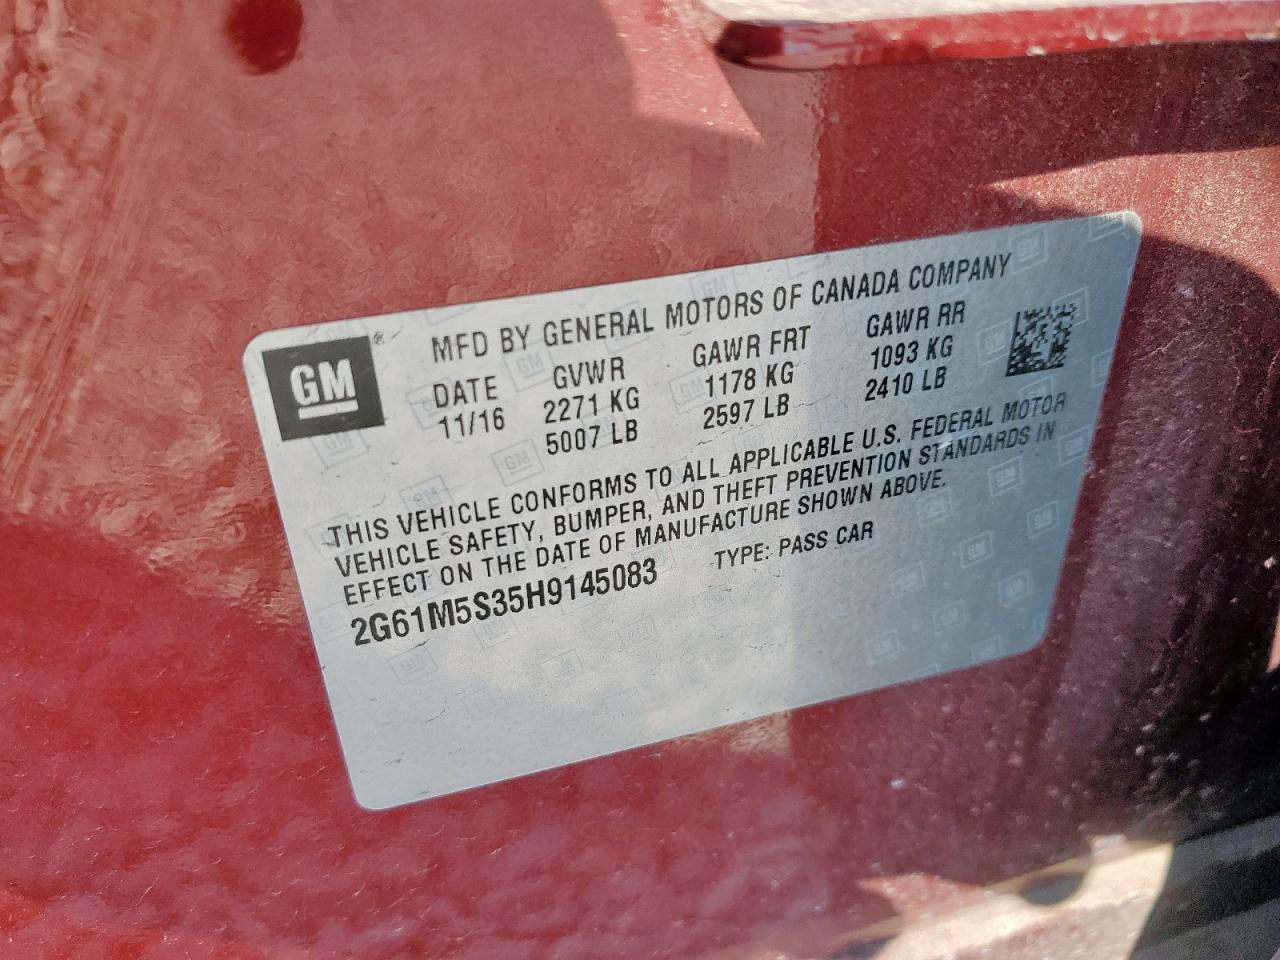 GM ®
MFD BY GENERAL MOTORS OF CANADA COMPANY
DATE GVWR GAWR FRT GAWR RR
11/16 2271 KG 1178 KG 1093 KG
5007 LB 2597 LB 2410 LB
THIS VEHICLE CONFORMS TO ALL APPLICABLE U.S. FEDERAL MOTOR
VEHICLE SAFETY, BUMPER, AND THEFT PREVENTION STANDARDS IN
EFFECT ON THE DATE OF MANUFACTURE SHOWN ABOVE.
2G61M5S35H9145083 TYPE: PASS CAR